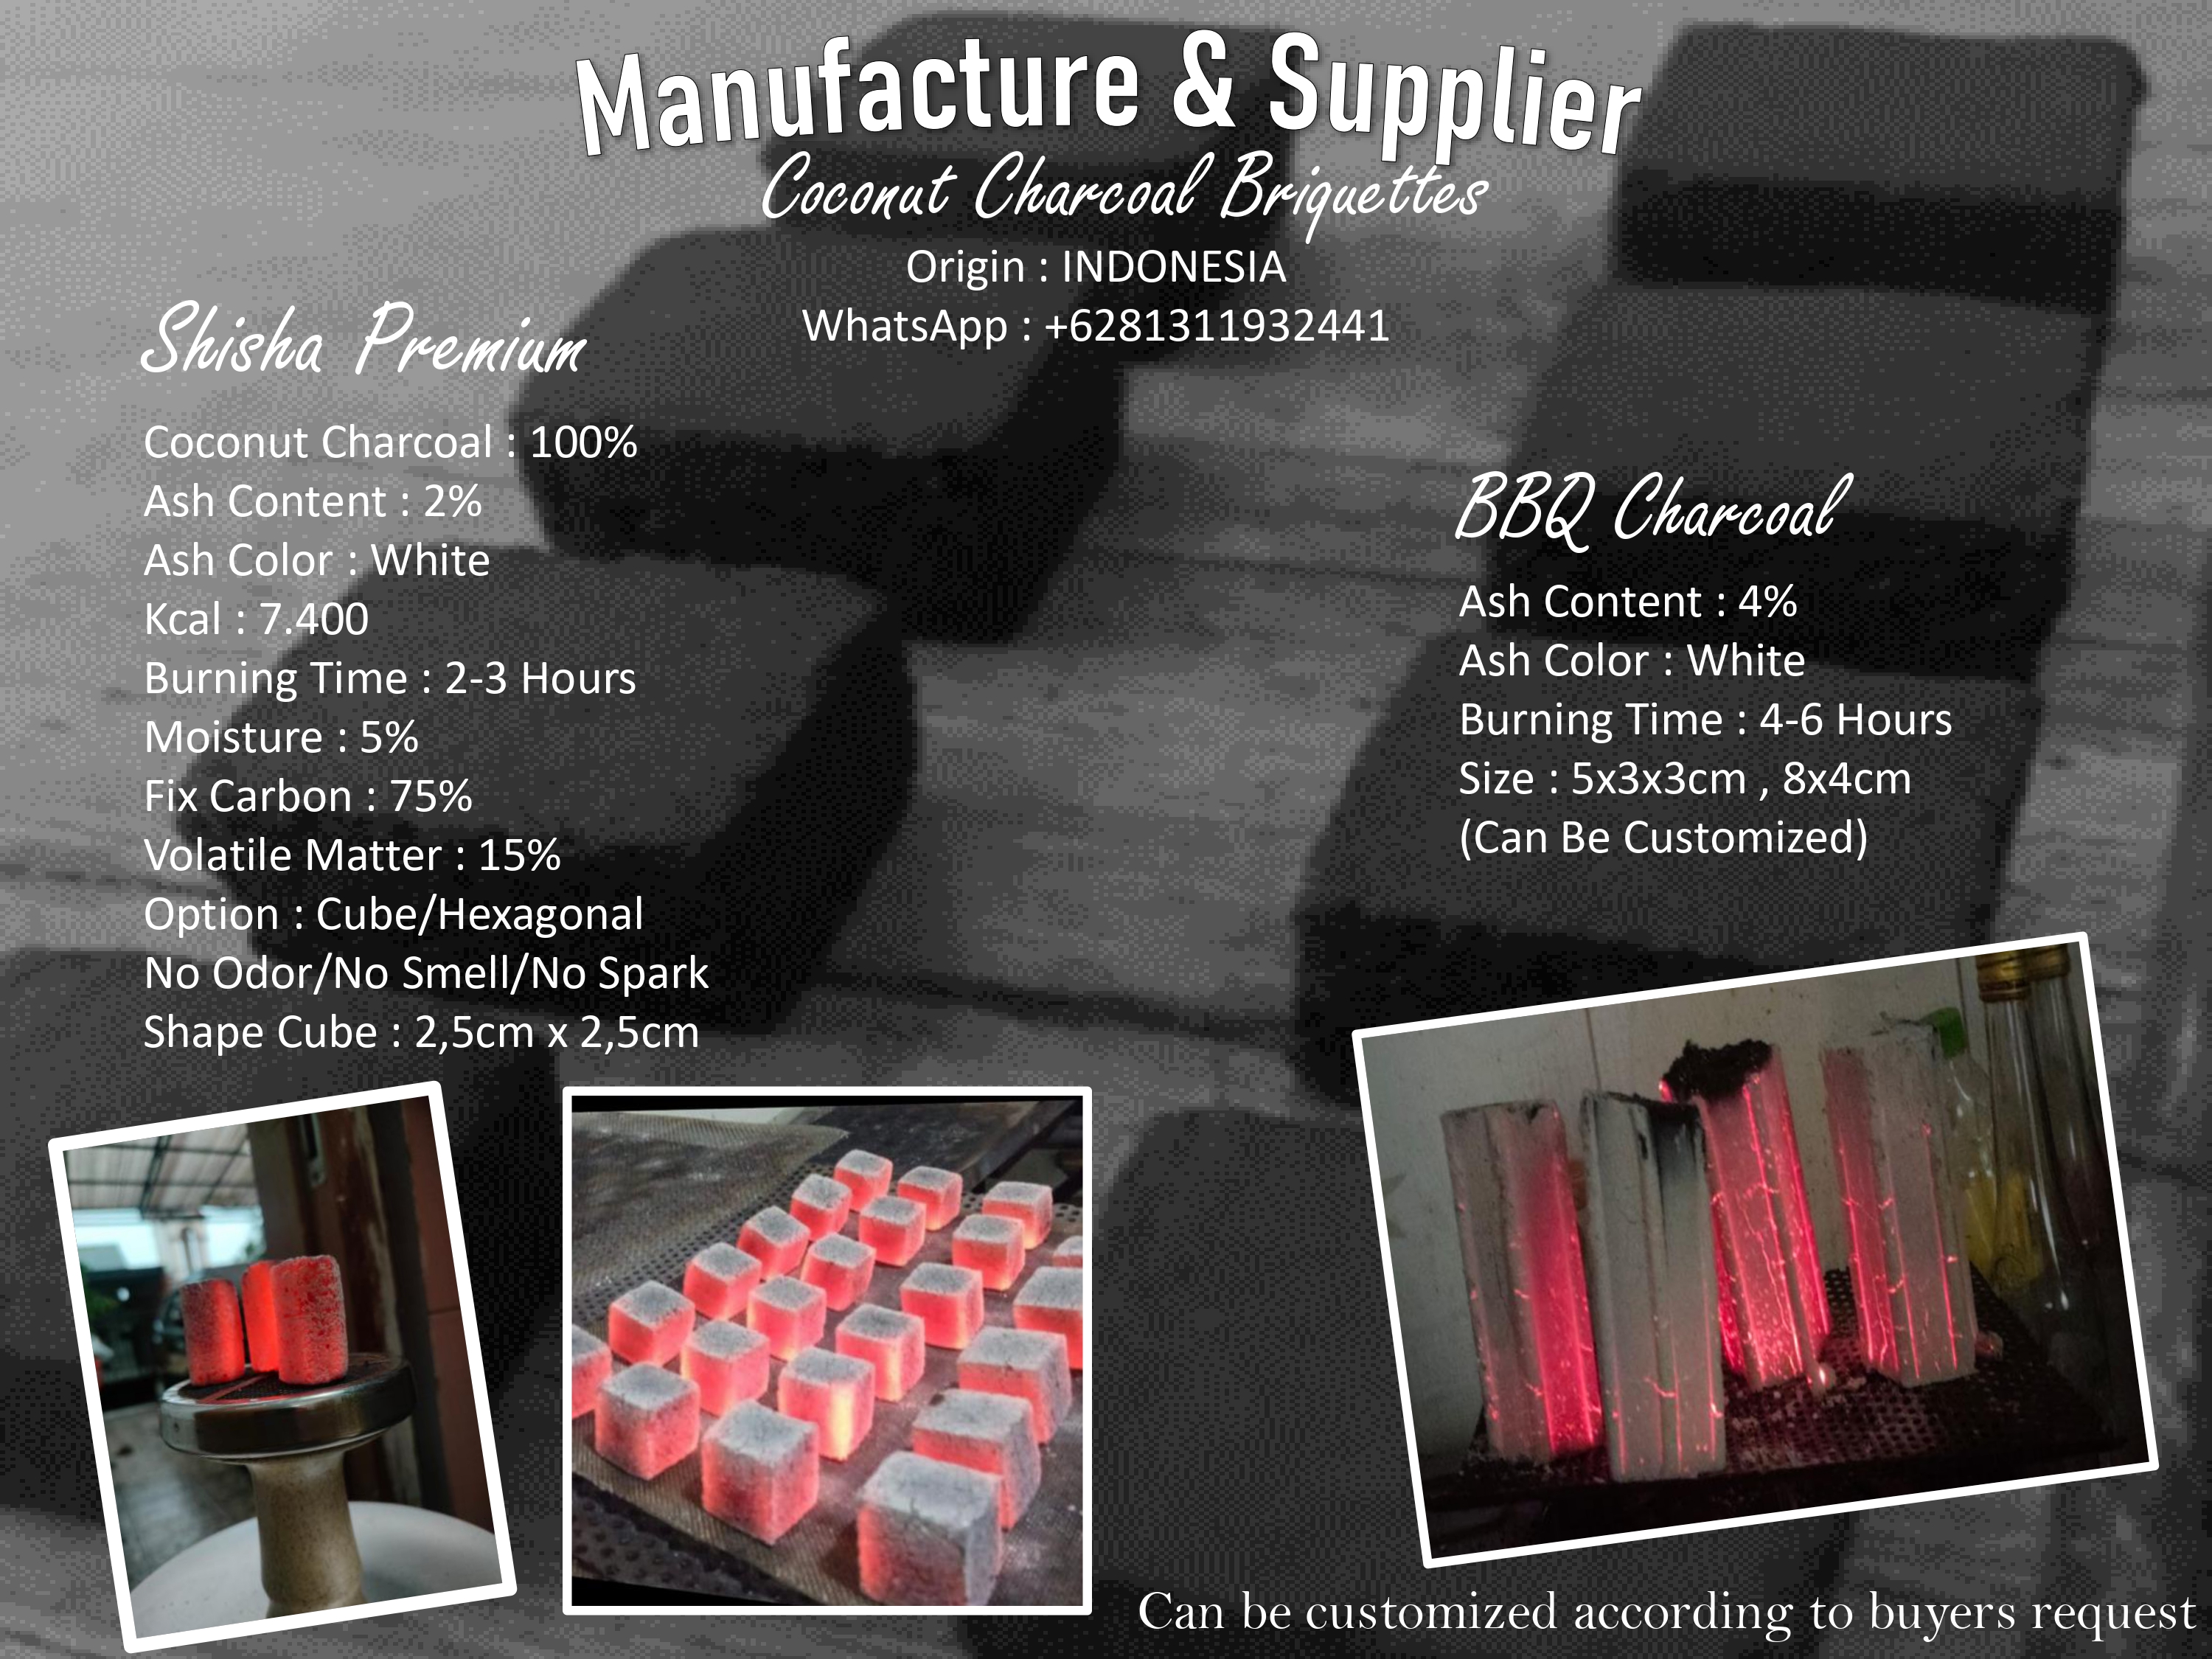 Manufacture & Supplier
Coconut Charcoal Briquettes
Origin : INDONESIA
WhatsApp : +6281311932441
Shisha Premium
Coconut Charcoal : 100%
Ash Content : 2%
Ash Color : White
Kcal : 7.400
Burning Time : 2-3 Hours
Moisture : 5%
Fix Carbon : 75%
Volatile Matter : 15%
Option : Cube/Hexagonal
No Odor/No Smell/No Spark
Shape Cube : 2,5cm x 2,5cm
BBQ Charcoal
Ash Content : 4%
Ash Color : White
Burning Time : 4-6 Hours
Size : 5x3x3cm , 8x4cm
(Can Be Customized)
Can be customized according to buyers request